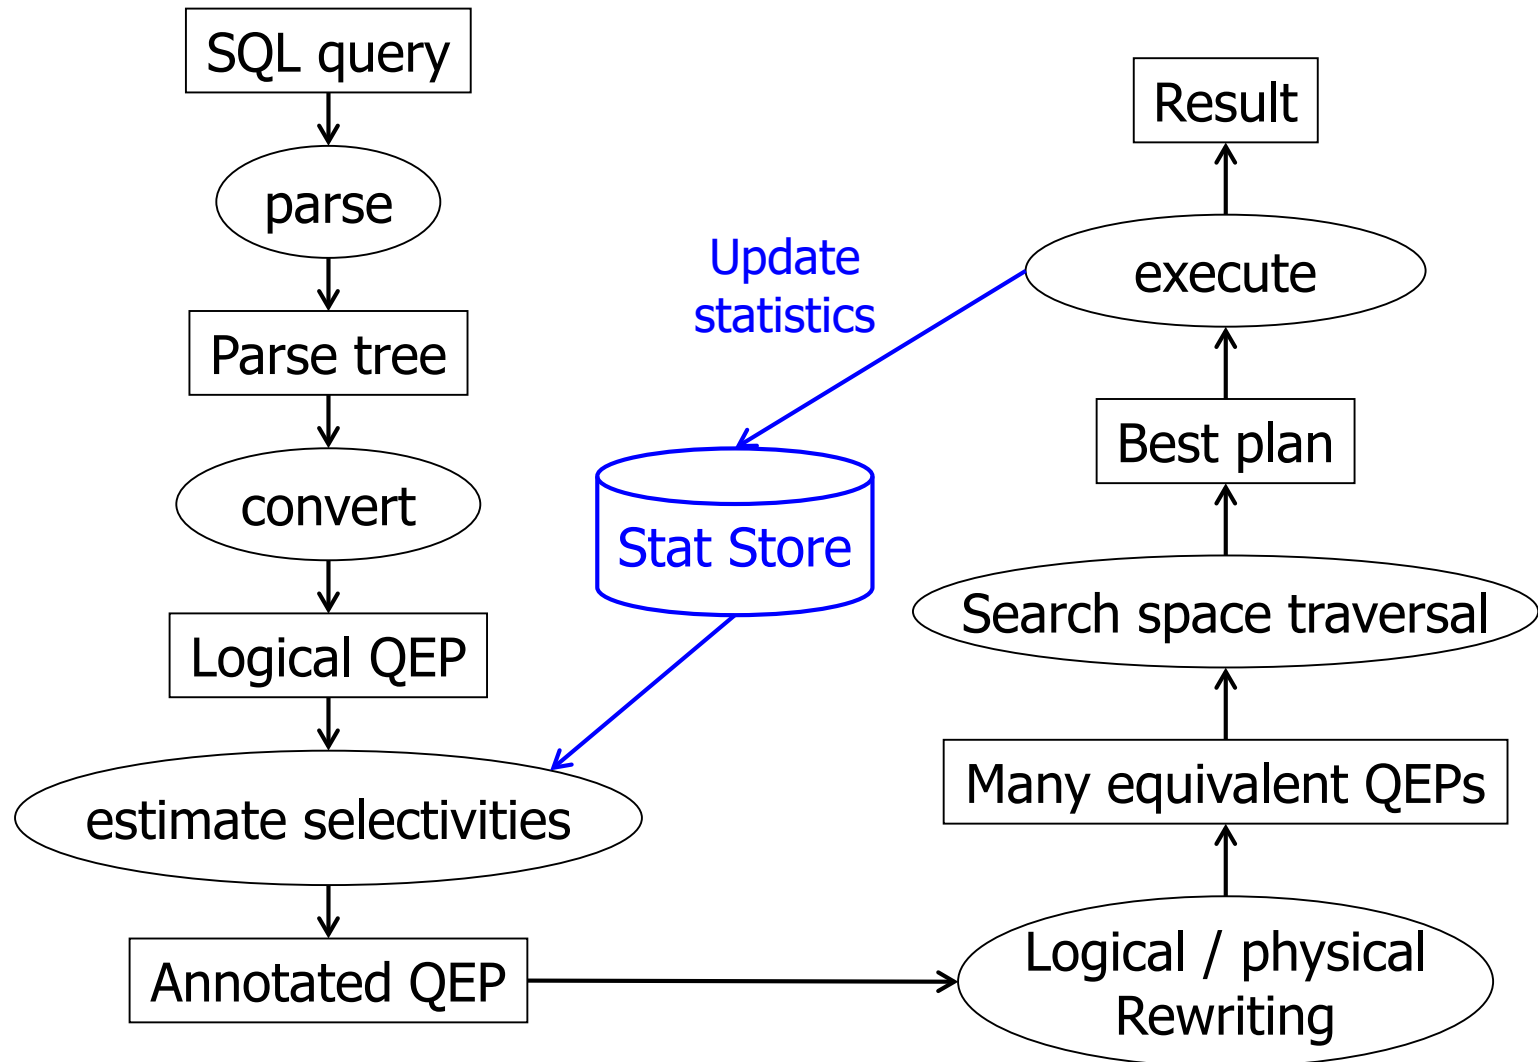 SQL query
parse
Parse tree
convert
Logical QEP
estimate selectivities
Annotated QEP
Update
statistics
Stat Store
Result
execute
Best plan
Search space traversal
Many equivalent QEPs
Logical / physical
Rewriting